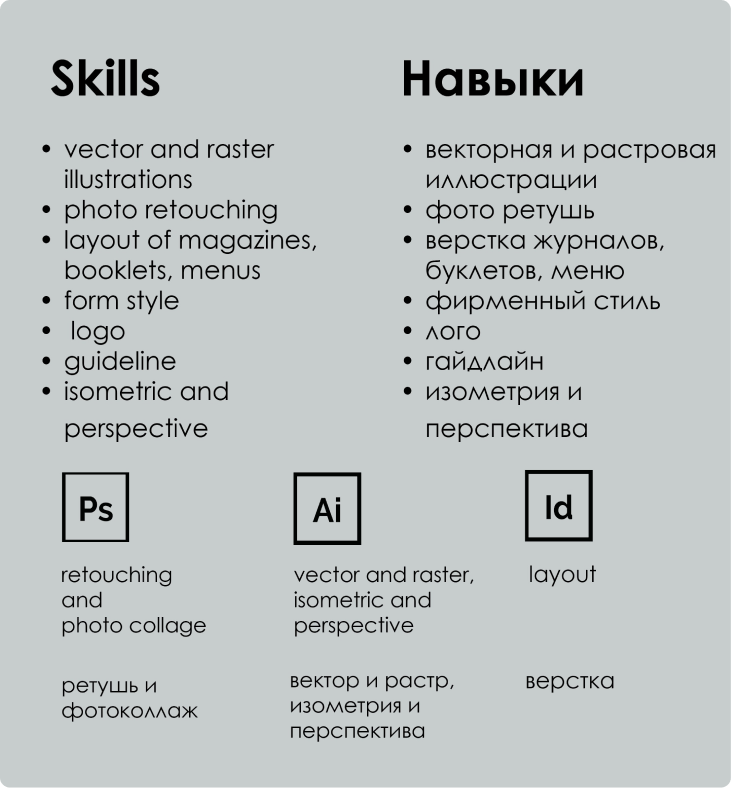 Skills
• vector and raster
illustrations
• photo retouching
• layout of magazines,
booklets, menus
• form style
• logo
• guideline
• isometric and
perspective
Навыки
• векторная и растровая
иллюстрации
• фото ретушь
• верстка журналов,
буклетов, меню
• фирменный стиль
• лого
• гайдлайн
• изометрия и
перспектива
Ps
retouching
and
photo collage
ретушь и
фотоколлаж
Ai
vector and raster,
isometric and
perspective
вектор и растр,
изометрия и
перспектива
Id
layout
верстка